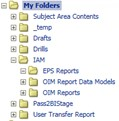 My Folders
Subject Area Contents
_temp
Drafts
Drills
IAM
EPS Reports
OIM Report Data Models
OIM Reports
Pass2BIStage
User Transfer Report